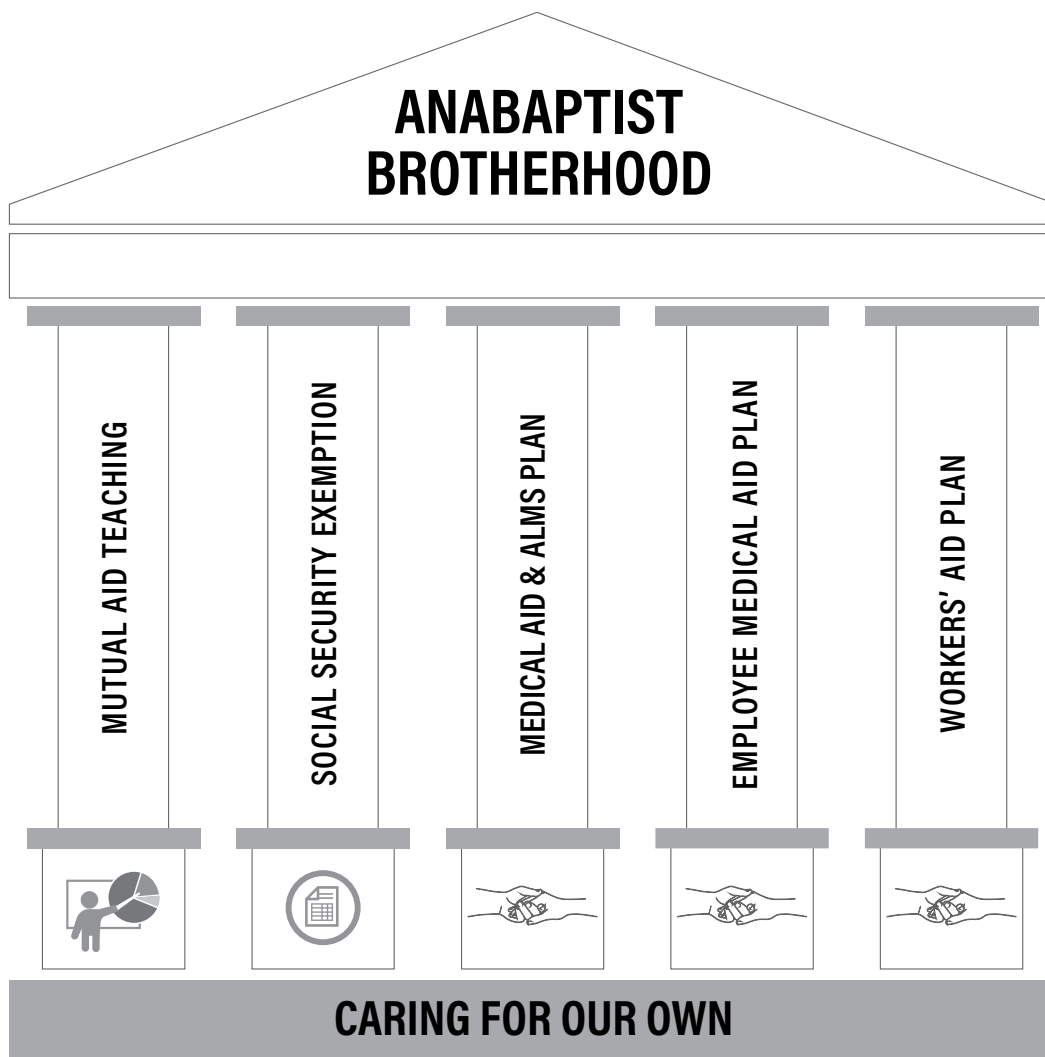 ANABAPTIST
BROTHERHOOD
MUTUAL AID TEACHING
SOCIAL SECURITY EXEMPTION
MEDICAL AID & ALMS PLAN
EMPLOYEE MEDICAL AID PLAN
WORKERS' AID PLAN
CARING FOR OUR OWN